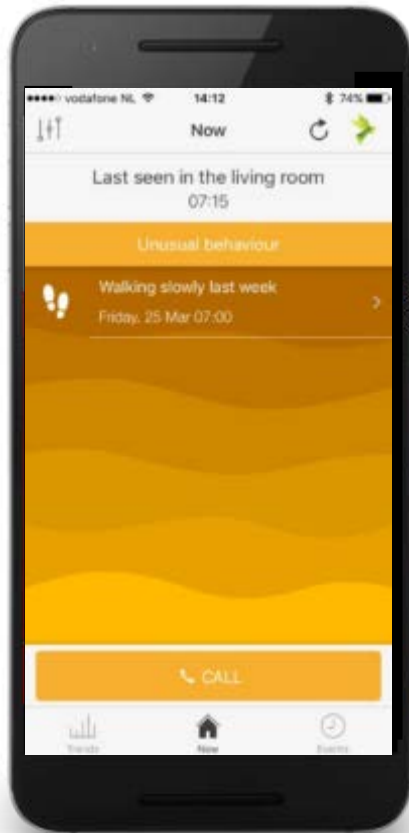 vodafone NL 14:12 74%
Now
Last seen in the living room
07:15
Unusual behaviour
Walking slowly last week
Friday, 25 Mar 07:00
CALL
Trends Now Events